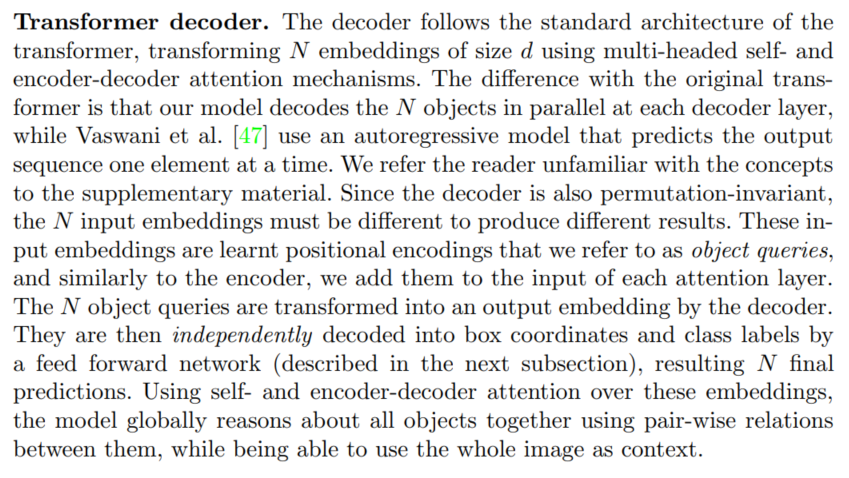 Transformer decoder. The decoder follows the standard architecture of the
transformer, transforming N embeddings of size d using multi-headed self- and
encoder-decoder attention mechanisms. The difference with the original trans-
former is that our model decodes the N objects in parallel at each decoder layer,
while Vaswani et al. [47] use an autoregressive model that predicts the output
sequence one element at a time. We refer the reader unfamiliar with the concepts
to the supplementary material. Since the decoder is also permutation-invariant,
the N input embeddings must be different to produce different results. These in-
put embeddings are learnt positional encodings that we refer to as object queries,
and similarly to the encoder, we add them to the input of each attention layer.
The N object queries are transformed into an output embedding by the decoder.
They are then independently decoded into box coordinates and class labels by
a feed forward network (described in the next subsection), resulting N final
predictions. Using self- and encoder-decoder attention over these embeddings,
the model globally reasons about all objects together using pair-wise relations
between them, while being able to use the whole image as context.